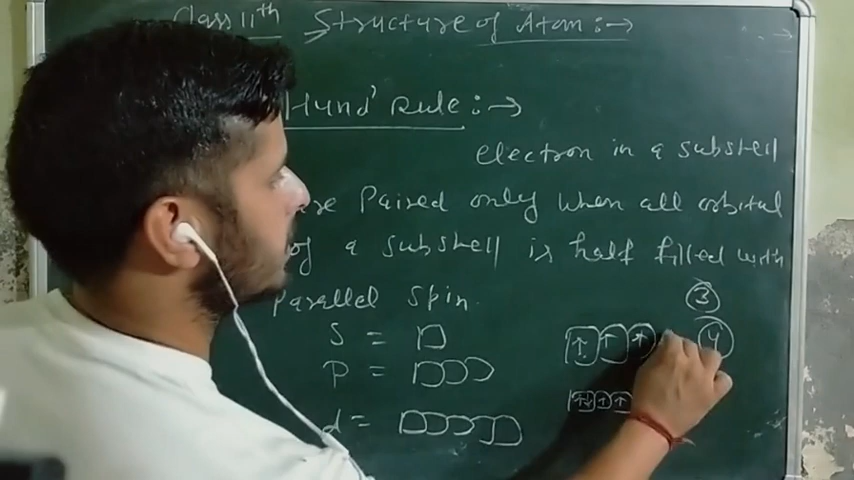 Class 11th Structure of Atom :→
Hund' Rule :→
electron in a subshell
are Paired only when all orbital
of a subshell is half filled with
parallel spin.
3
S =
↑ ↑ ↑
4
P =
↑↓ ↑ ↑
d =